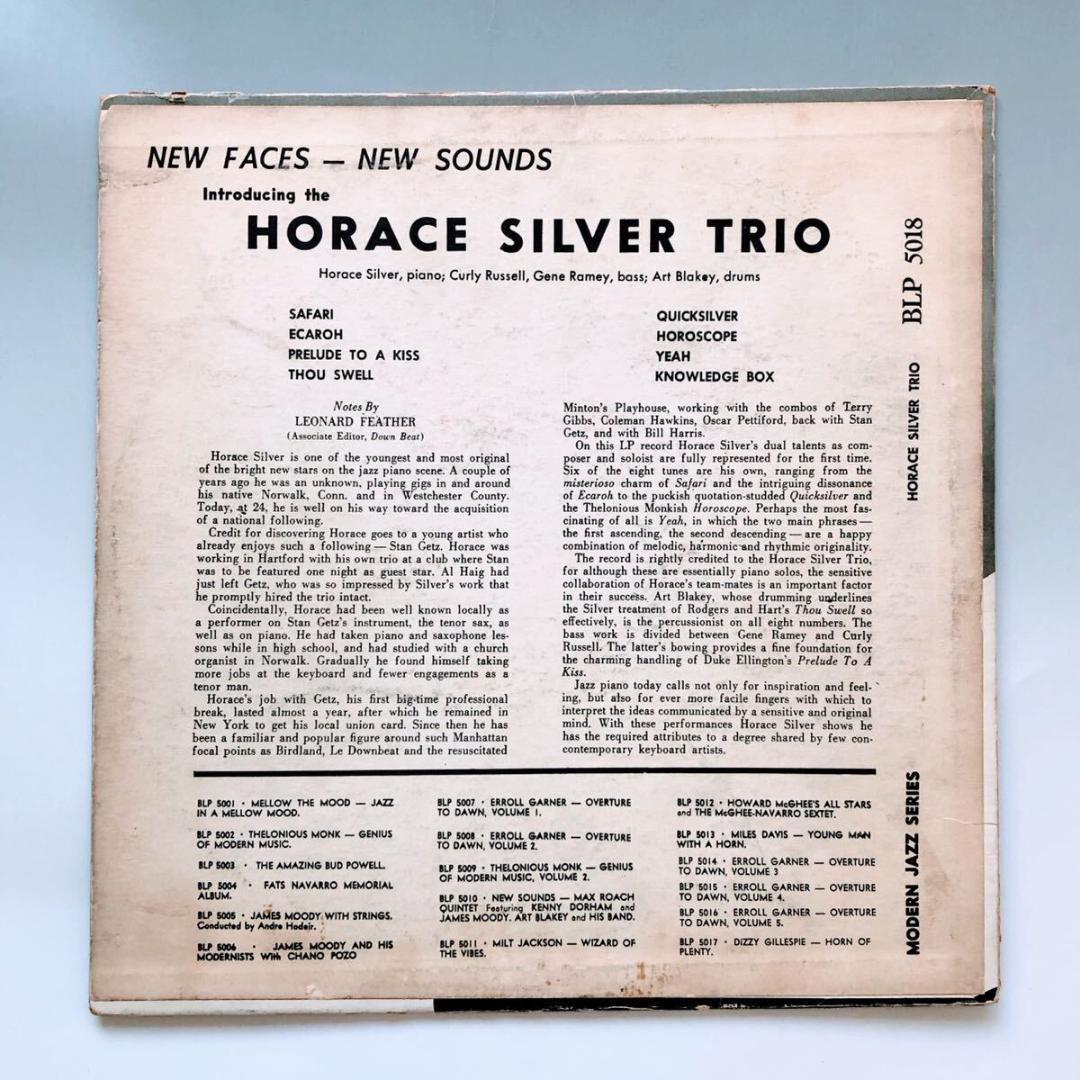 NEW FACES — NEW SOUNDS
Introducing the
HORACE SILVER TRIO
Horace Silver, piano; Curly Russell, Gene Ramey, bass; Art Blakey, drums
SAFARI
ECAROH
PRELUDE TO A KISS
THOU SWELL
QUICKSILVER
HOROSCOPE
YEAH
KNOWLEDGE BOX
Notes By
LEONARD FEATHER
(Associate Editor, Down Beat)
Horace Silver is one of the youngest and most original
of the bright new stars on the jazz piano scene. A couple of
years ago he was an unknown, playing gigs in and around
his native Norwalk, Conn. and in Westchester County.
Today, at 24, he is well on his way toward the acquisition
of a national following.
Credit for discovering Horace goes to a young artist who
already enjoys such a following — Stan Getz. Horace was
working in Hartford with his own trio at a club where Stan
was to be featured one night as guest star. Al Haig had
just left Getz, who was so impressed by Silver's work that
he promptly hired the trio intact.
Coincidentally, Horace had been well known locally as
a performer on Stan Getz's instrument, the tenor sax, as
well as on piano. He had taken piano and saxophone les-
sons while in high school, and had studied with a church
organist in Norwalk. Gradually he found himself taking
more jobs at the keyboard and fewer engagements as a
tenor man.
Horace's job with Getz, his first big-time professional
break, lasted almost a year, after which he remained in
New York to get his local union card. Since then he has
been a familiar and popular figure around such Manhattan
focal points as Birdland, Le Downbeat and the resuscitated
Minton's Playhouse, working with the combos of Terry
Gibbs, Coleman Hawkins, Oscar Pettiford, back with Stan
Getz, and with Bill Harris.
On this LP record Horace Silver's dual talents as com-
poser and soloist are fully represented for the first time.
Six of the eight tunes are his own, ranging from the
misterioso charm of Safari and the intriguing dissonance
of Ecaroh to the puckish quotation-studded Quicksilver and
the Thelonious Monkish Horoscope. Perhaps the most fas-
cinating of all is Yeah, in which the two main phrases —
the first ascending, the second descending — are a happy
combination of melodic, harmonic and rhythmic originality.
The record is rightly credited to the Horace Silver Trio,
for although these are essentially piano solos, the sensitive
collaboration of Horace's team-mates is an important factor
in their success. Art Blakey, whose drumming underlines
the Silver treatment of Rodgers and Hart's Thou Swell so
effectively, is the percussionist on all eight numbers. The
bass work is divided between Gene Ramey and Curly
Russell. The latter's bowing provides a fine foundation for
the charming handling of Duke Ellington's Prelude To A
Kiss.
Jazz piano today calls not only for inspiration and feel-
ing, but also for ever more facile fingers with which to
interpret the ideas communicated by a sensitive and original
mind. With these performances Horace Silver shows he
has the required attributes to a degree shared by few con-
contemporary keyboard artists.
BLP 5001 · MELLOW THE MOOD — JAZZ
IN A MELLOW MOOD.
BLP 5002 · THELONIOUS MONK — GENIUS
OF MODERN MUSIC.
BLP 5003 · THE AMAZING BUD POWELL.
BLP 5004 · FATS NAVARRO MEMORIAL
ALBUM.
BLP 5005 · JAMES MOODY WITH STRINGS.
Conducted by Andre Hodeir.
BLP 5006 · JAMES MOODY AND HIS
MODERNISTS With CHANO POZO
BLP 5007 · ERROLL GARNER — OVERTURE
TO DAWN, VOLUME 1.
BLP 5008 · ERROLL GARNER — OVERTURE
TO DAWN, VOLUME 2.
BLP 5009 · THELONIOUS MONK — GENIUS
OF MODERN MUSIC, VOLUME 2.
BLP 5010 · NEW SOUNDS — MAX ROACH
QUINTET Featuring KENNY DORHAM and
JAMES MOODY. ART BLAKEY and HIS BAND.
BLP 5011 · MILT JACKSON — WIZARD OF
THE VIBES.
BLP 5012 · HOWARD McGHEE'S ALL STARS
and THE McGHEE-NAVARRO SEXTET.
BLP 5013 · MILES DAVIS — YOUNG MAN
WITH A HORN.
BLP 5014 · ERROLL GARNER — OVERTURE
TO DAWN, VOLUME 3
BLP 5015 · ERROLL GARNER — OVERTURE
TO DAWN, VOLUME 4.
BLP 5016 · ERROLL GARNER — OVERTURE
TO DAWN, VOLUME 5.
BLP 5017 · DIZZY GILLESPIE — HORN OF
PLENTY.
BLP 5018
HORACE SILVER TRIO
MODERN JAZZ SERIES